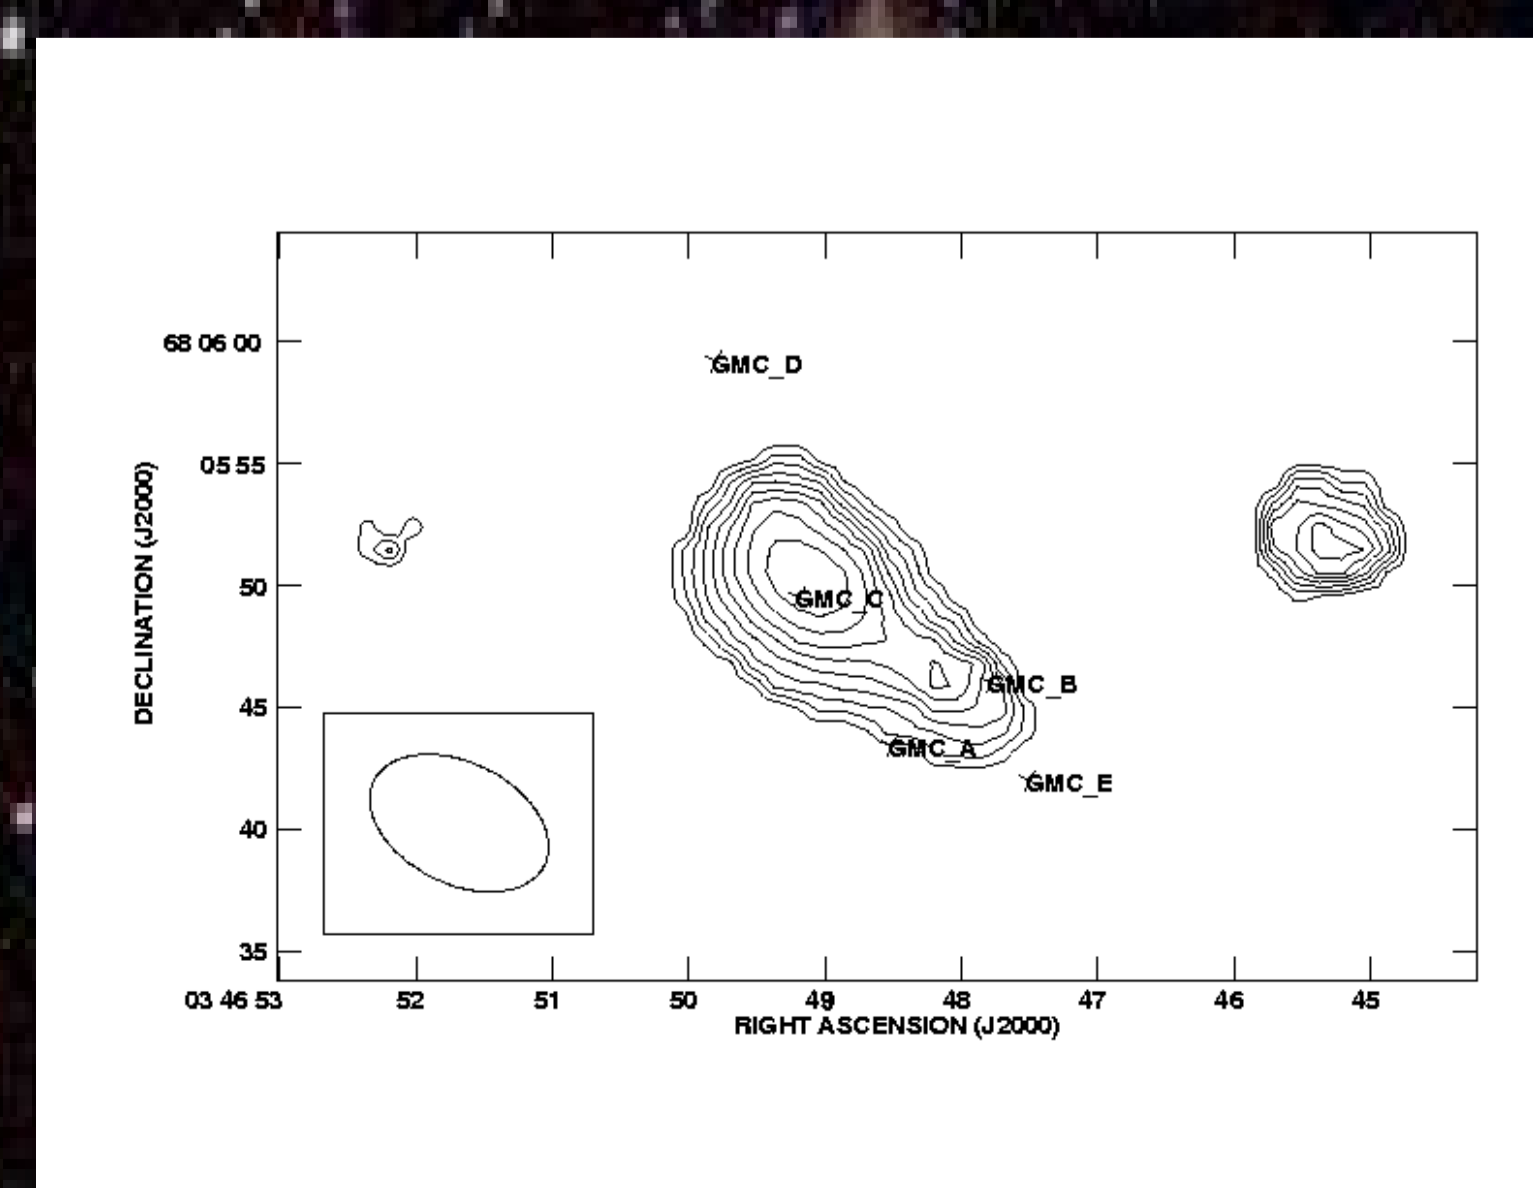 68 06 00
GMC_D
05 55
50
GMC_C
GMC_B
45
GMC_A
GMC_E
40
35
DECLINATION (J2000)
03 46 53 52 51 50 49 48 47 46 45
RIGHT ASCENSION (J2000)